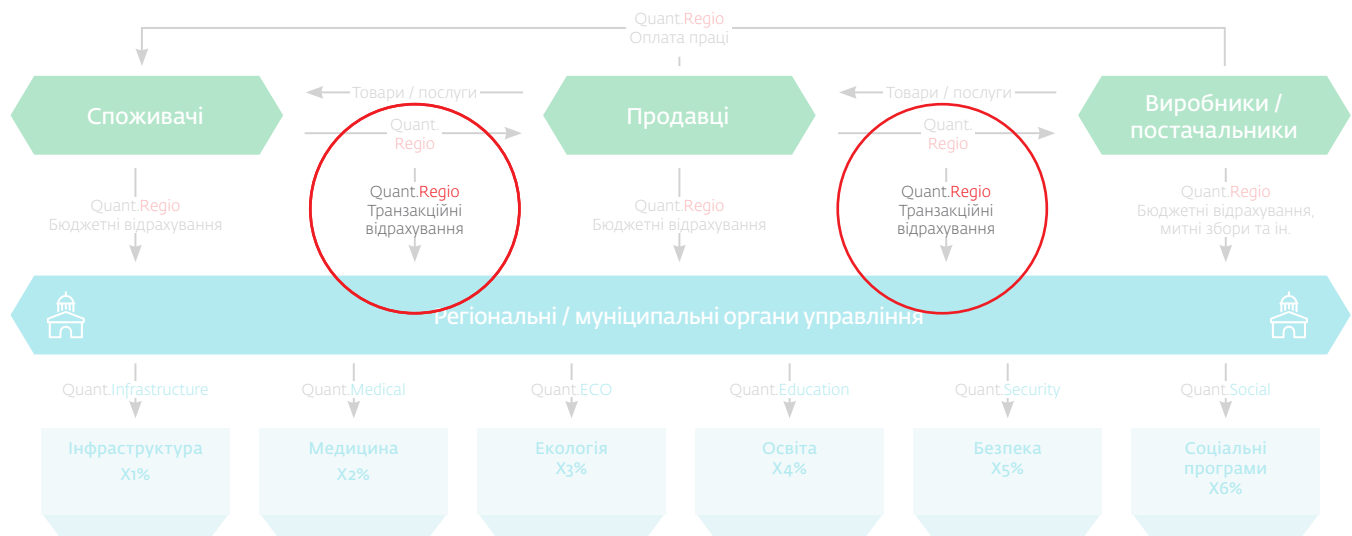 Quant.Regio
Оплата праці
Споживачі
Товари / послуги
Quant.
Regio
Продавці
Товари / послуги
Quant.
Regio
Виробники /
постачальники
Quant.Regio
Бюджетні відрахування
Quant.Regio
Транзакційні
відрахування
Quant.Regio
Бюджетні відрахування
Quant.Regio
Транзакційні
відрахування
Quant.Regio
Бюджетні відрахування,
митні збори та ін.
Регіональні / муніципальні органи управління
Quant.Infrastructure
Quant.Medical
Quant.ECO
Quant.Education
Quant.Security
Quant.Social
Інфраструктура
X1%
Медицина
X2%
Екологія
X3%
Освіта
X4%
Безпека
X5%
Соціальні
програми
X6%